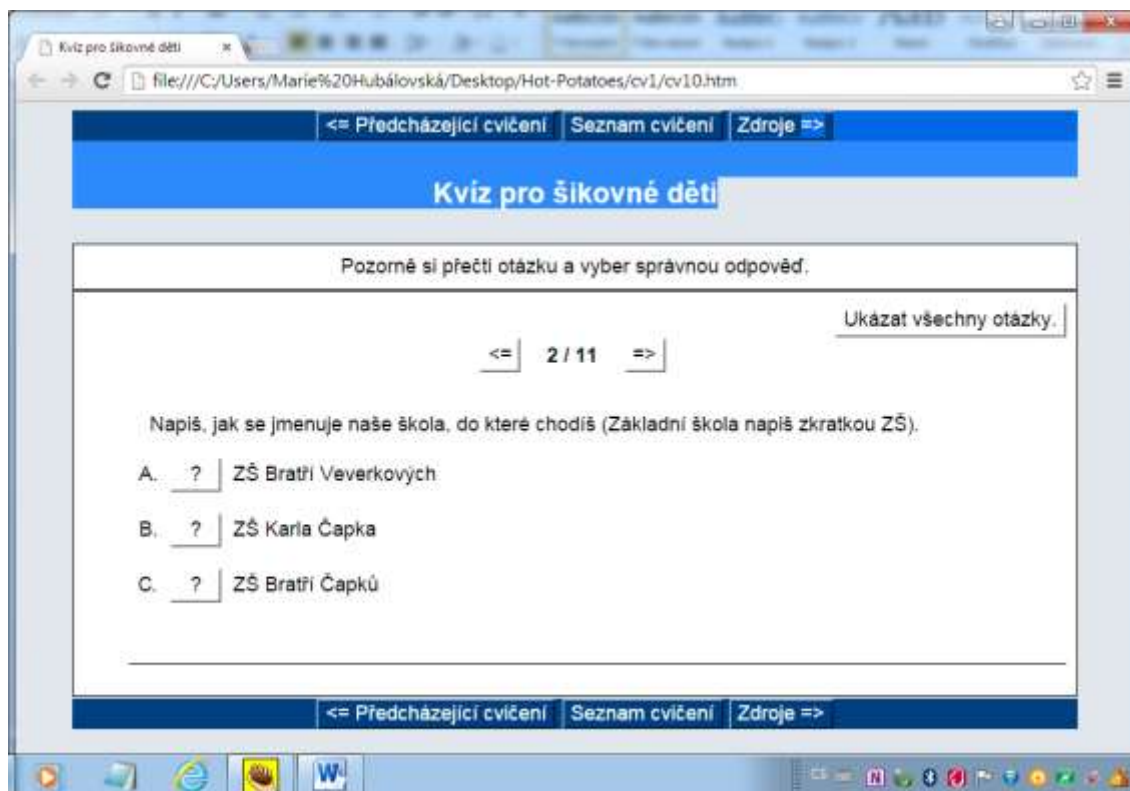 Kvíz pro šikovné děti
file:///C:/Users/Marie%20Hubálovská/Desktop/Hot-Potatoes/cv1/cv10.htm
<= Předcházející cvičení Seznam cvičení Zdroje =>
Kvíz pro šikovné děti
Pozorně si přečti otázku a vyber správnou odpověď.
Ukázat všechny otázky.
<= 2 / 11 =>
Napiš, jak se jmenuje naše škola, do které chodíš (Základní škola napiš zkratkou ZŠ).
A. ? ZŠ Bratří Veverkových
B. ? ZŠ Karla Čapka
C. ? ZŠ Bratří Čapků
<= Předcházející cvičení Seznam cvičení Zdroje =>
CS